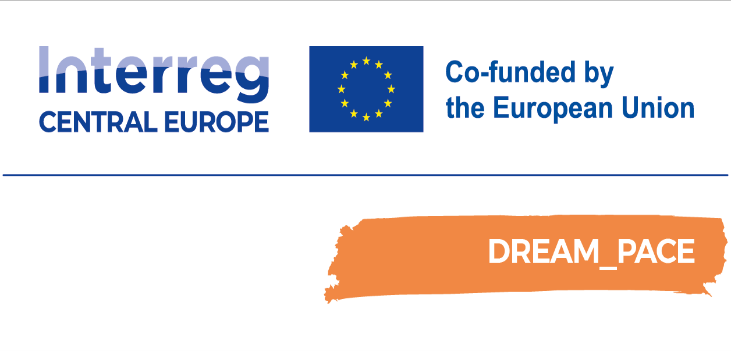 Interreg
CENTRAL EUROPE
Co-funded by
the European Union
DREAM_PACE